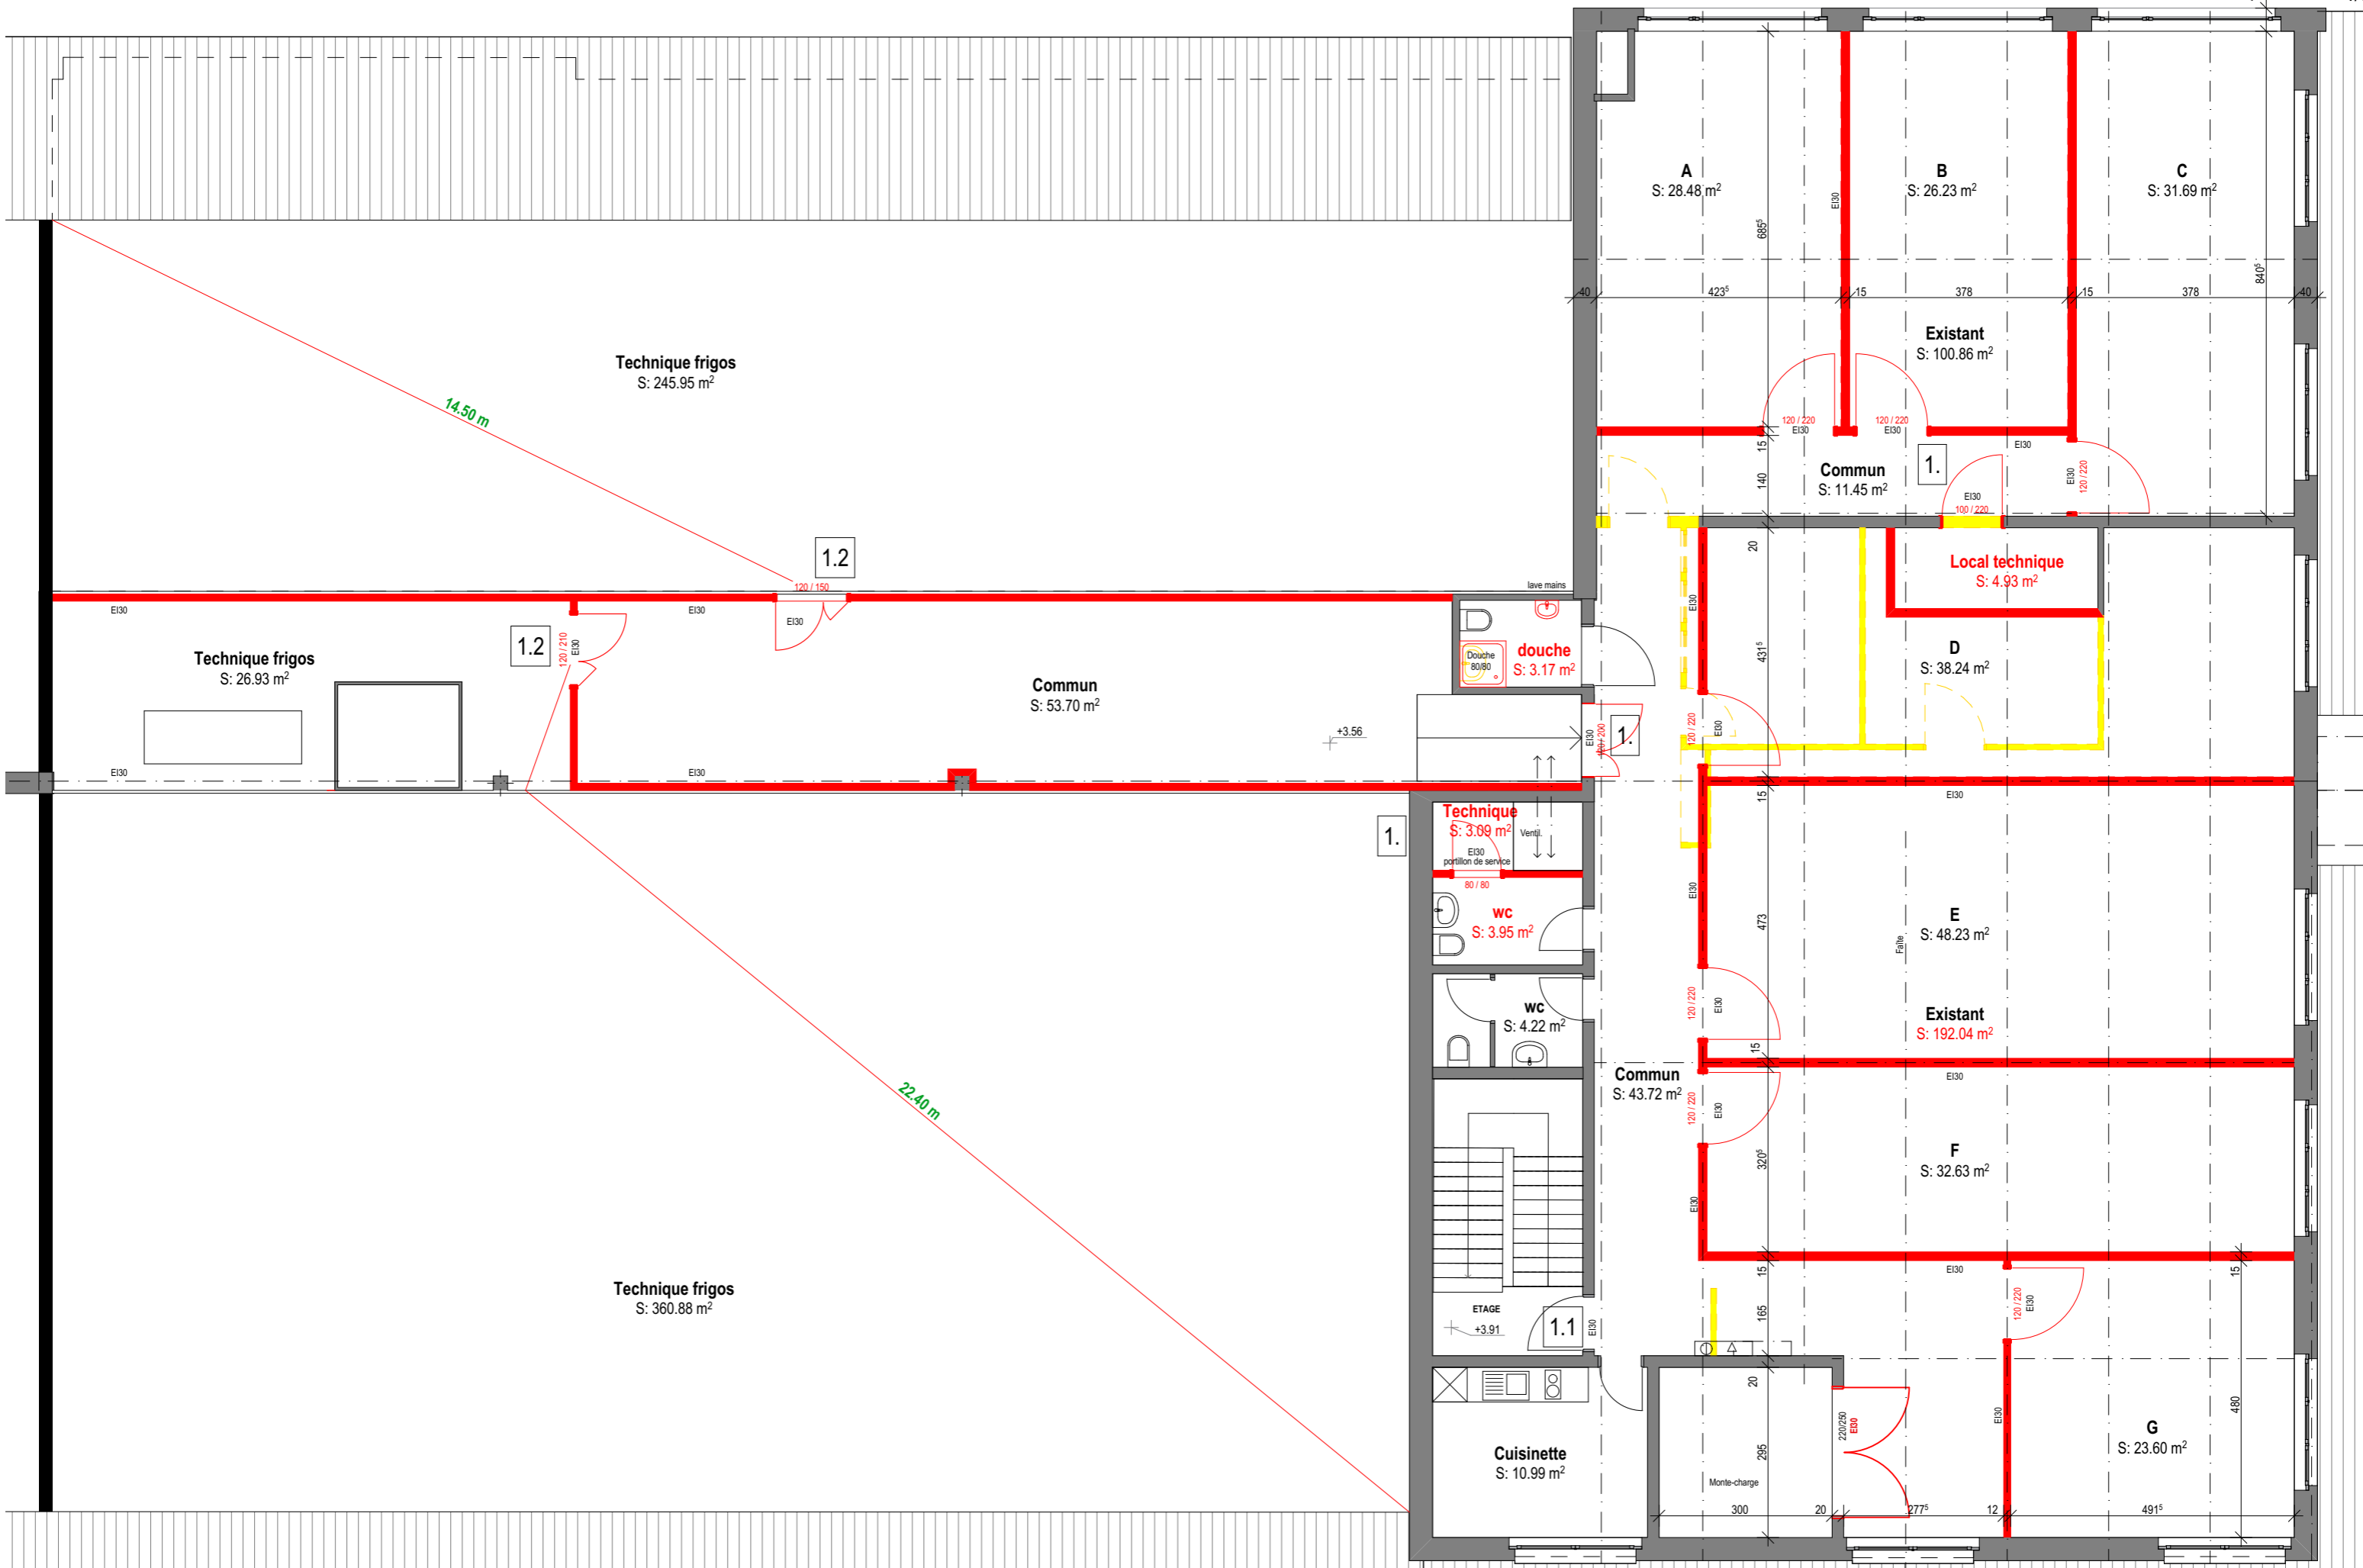 A
S: 28.48 m²
B
S: 26.23 m²
C
S: 31.69 m²
EI30
685⁵
840⁵
40
423⁵
15
378
15
378
40
Existant
S: 100.86 m²
Technique frigos
S: 245.95 m²
14.50 m
120 / 220
EI30
120 / 220
EI30
EI30
15
140
Commun
S: 11.45 m²
1.
EI30
100 / 220
EI30
120 / 220
20
Local technique
S: 4.93 m²
1.2
120 / 150
EI30
lave mains
EI30
EI30
EI30
1.2
120 / 210
EI30
Technique frigos
S: 26.93 m²
Commun
S: 53.70 m²
Douche
80/80
douche
S: 3.17 m²
431⁵
D
S: 38.24 m²
+3.56
EI30
1.
120 / 220
EI30
EI30
EI30
15
EI30
Technique
S: 3.09 m²
Ventil.
1.
EI30
portillon de service
80 / 80
wc
S: 3.95 m²
EI30
473
E
S: 48.23 m²
Faîte
120 / 220
EI30
wc
S: 4.22 m²
Existant
S: 192.04 m²
15
EI30
Commun
S: 43.72 m²
120 / 220
EI30
22.40 m
320⁵
F
S: 32.63 m²
EI30
Technique frigos
S: 360.88 m²
15
EI30
15
120 / 220
EI30
165
ETAGE
+3.91
1.1
EI30
20
220/250
EI30
EI30
480
G
S: 23.60 m²
Cuisinette
S: 10.99 m²
295
Monte-charge
300
20
277⁵
12
491⁵